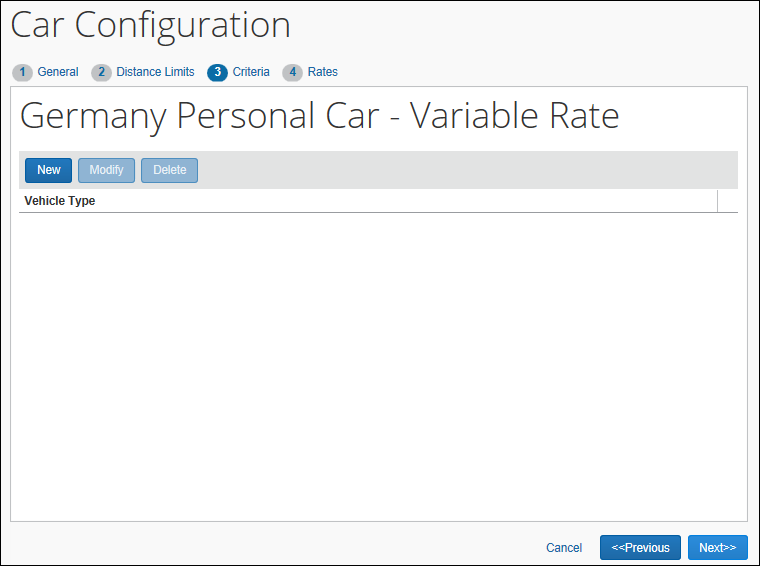 Car Configuration
1 General 2 Distance Limits 3 Criteria 4 Rates
Germany Personal Car - Variable Rate
New Modify Delete
Vehicle Type
Cancel <<Previous Next>>